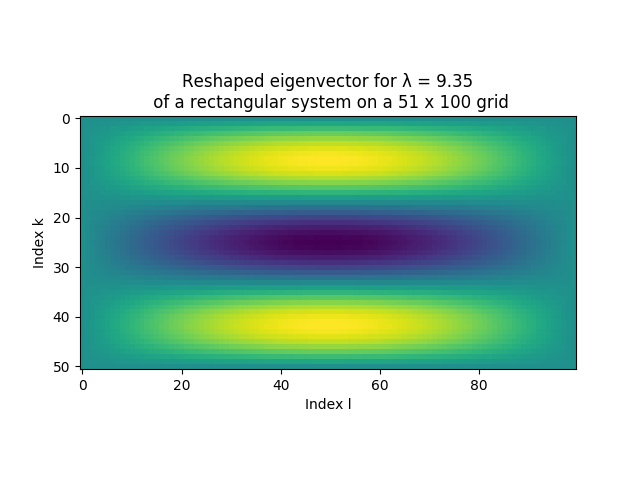 Reshaped eigenvector for λ = 9.35
of a rectangular system on a 51 x 100 grid
0
10
20
30
40
50
Index k
0
20
40
60
80
Index l